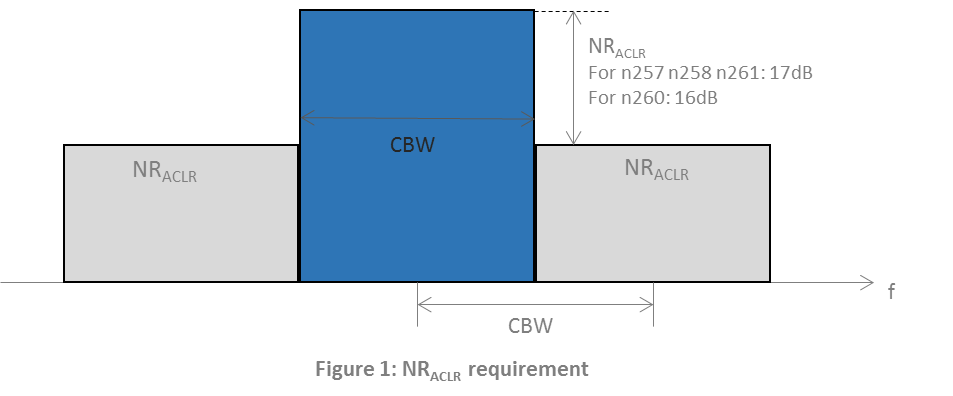 NRACLR
For n257 n258 n261: 17dB
For n260: 16dB
CBW
NRACLR
NRACLR
f
CBW
Figure 1: NRACLR requirement